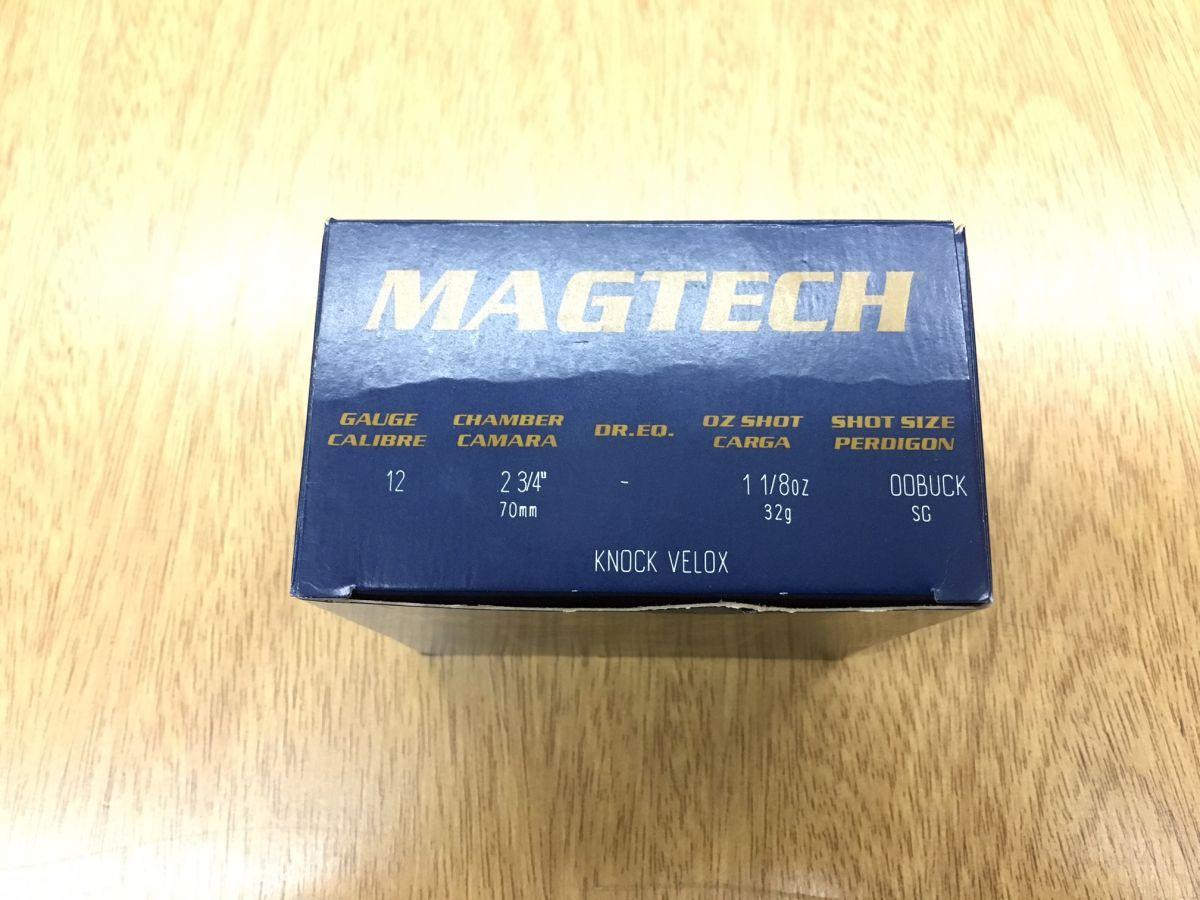 MAGTECH
GAUGE CHAMBER DR.EQ. OZ SHOT SHOT SIZE
CALIBRE CAMARA CARGA PERDIGON
12 2 3/4" - 1 1/8oz 00BUCK
70mm 32g SG
KNOCK VELOX